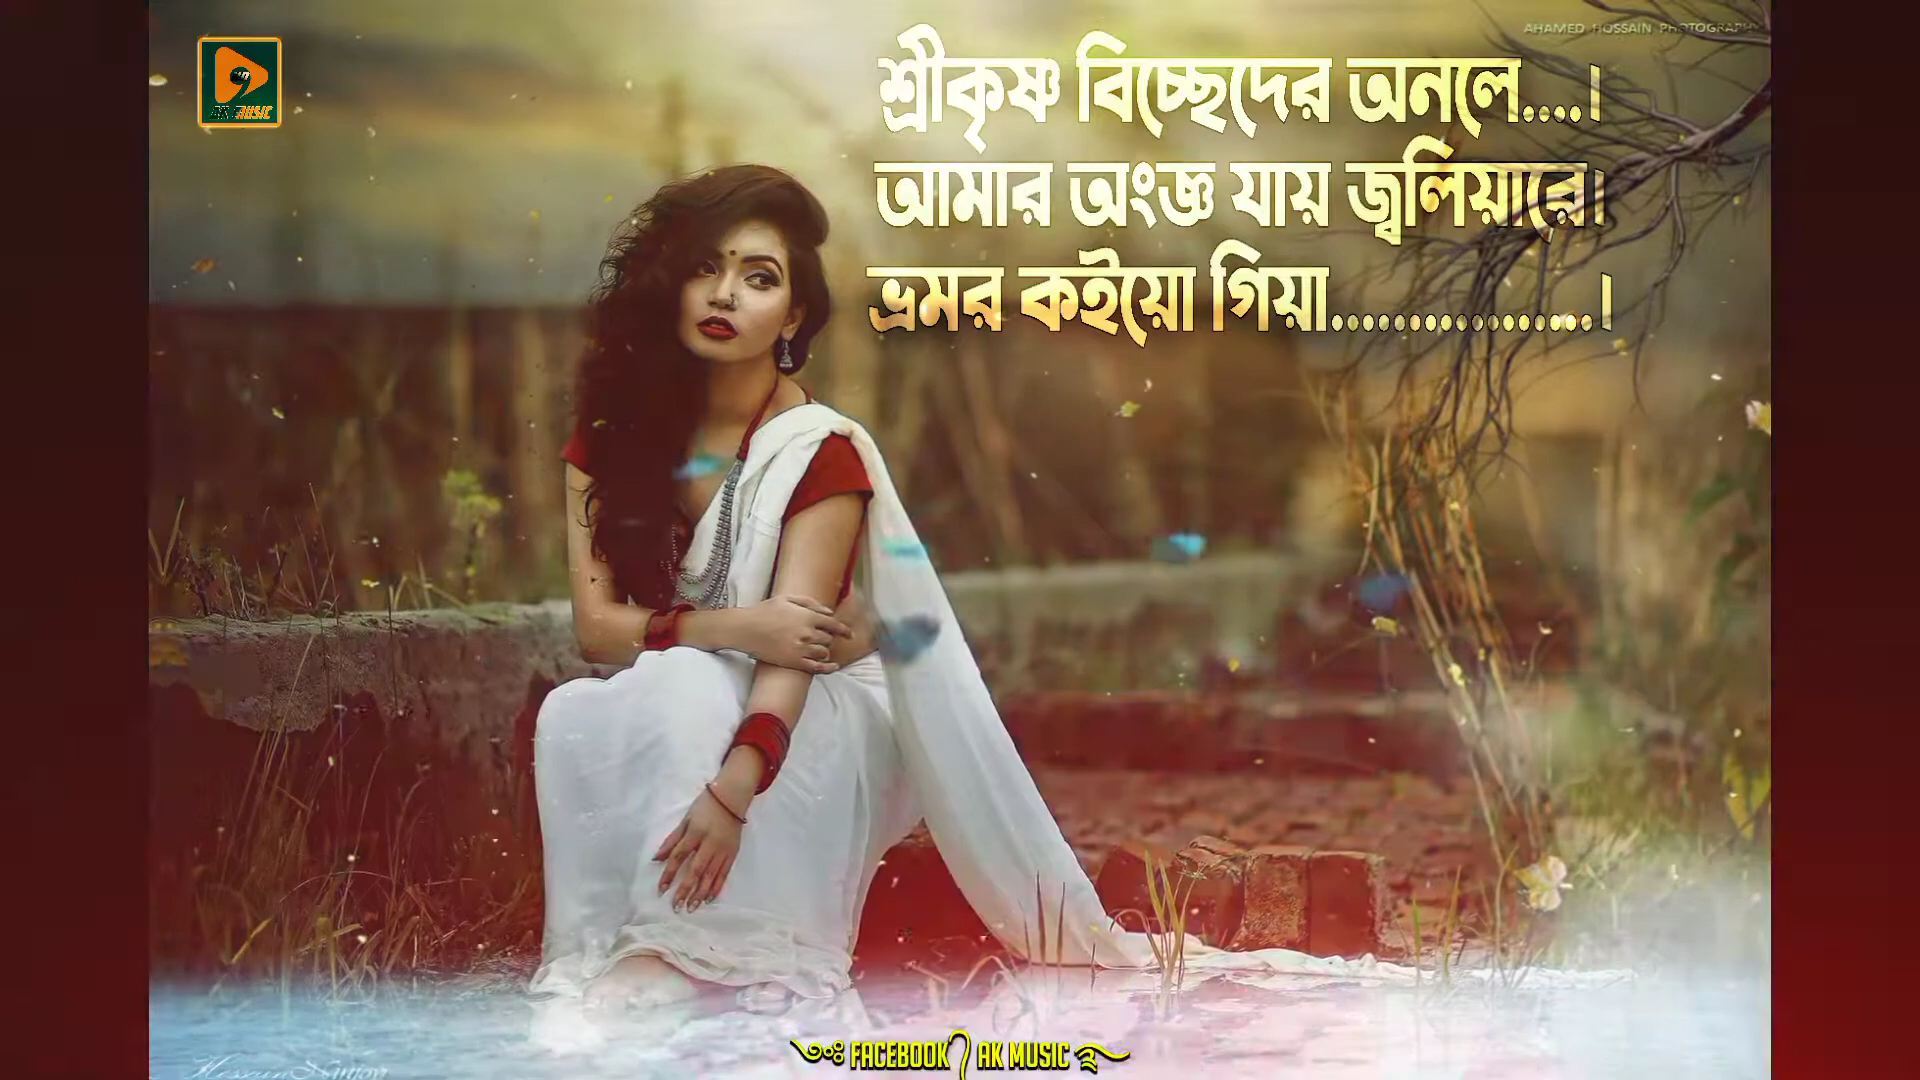 AHAMED HOSSAIN PHOTOGRAPHY
AK MUSIC
শ্রীকৃষ্ণ বিচ্ছেদের অনলে....।
আমার অংজ্ঞ যায় জ্বলিয়ারে।
ভ্রমর কইয়ো গিয়া.................।
FACEBOOK AK MUSIC